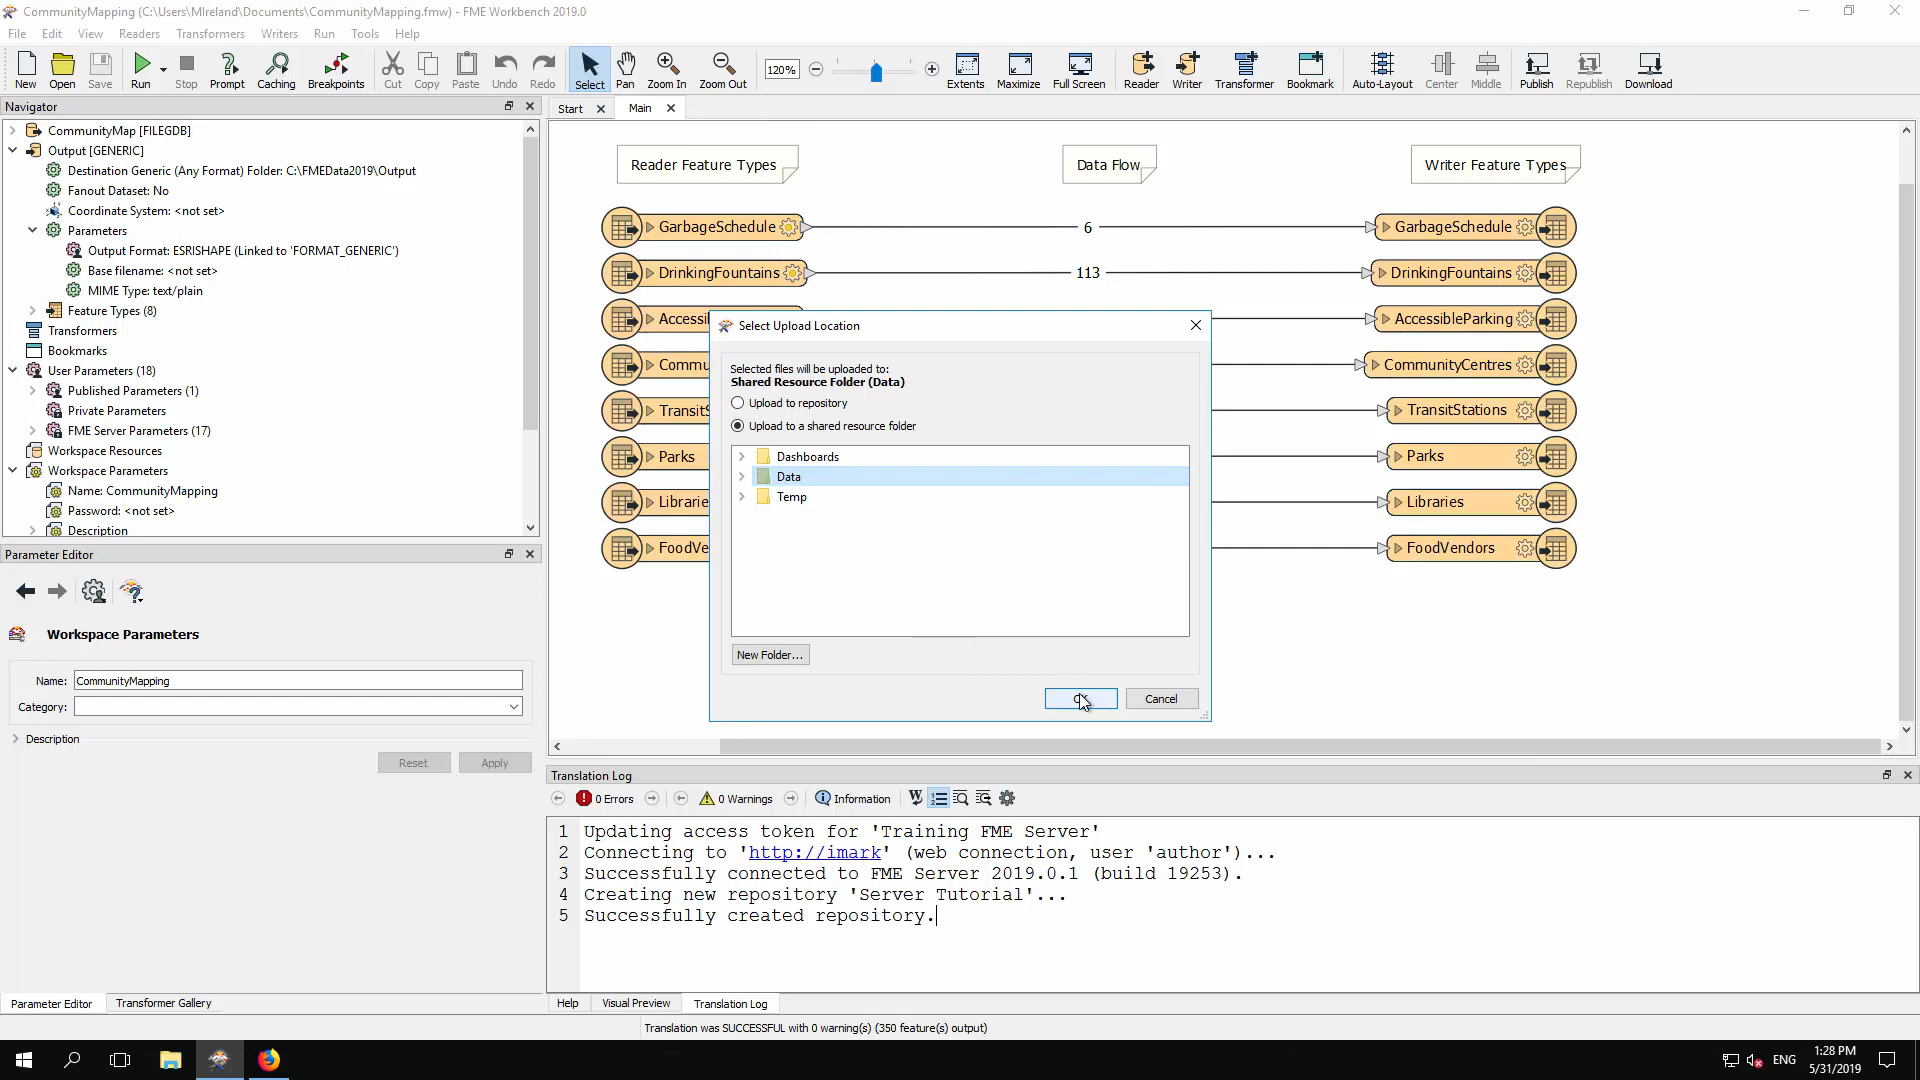 CommunityMapping (C:\Users\MIreland\Documents\CommunityMapping.fmw) - FME Workbench 2019.0
File Edit View Readers Transformers Writers Run Tools Help
New Open Save Run Stop Prompt Caching Breakpoints Cut Copy Paste Undo Redo Select Pan Zoom In Zoom Out 120% Extents Maximize Full Screen Reader Writer Transformer Bookmark Auto-Layout Center Middle Publish Republish Download
Navigator
CommunityMap [FILEGDB]
Output [GENERIC]
Destination Generic (Any Format) Folder: C:\FMEData2019\Output
Fanout Dataset: No
Coordinate System: <not set>
Parameters
Output Format: ESRISHAPE (Linked to 'FORMAT_GENERIC')
Base filename: <not set>
MIME Type: text/plain
Feature Types (8)
Transformers
Bookmarks
User Parameters (18)
Published Parameters (1)
Private Parameters
FME Server Parameters (17)
Workspace Resources
Workspace Parameters
Name: CommunityMapping
Password: <not set>
Description
Parameter Editor
Workspace Parameters
Name: CommunityMapping
Category:
Description
Reset Apply
Parameter Editor Transformer Gallery
Start Main
Reader Feature Types Data Flow Writer Feature Types
GarbageSchedule 6 GarbageSchedule
DrinkingFountains 113 DrinkingFountains
Accessi AccessibleParking
Commu CommunityCentres
TransitS TransitStations
Parks Parks
Librarie Libraries
FoodVe FoodVendors
Select Upload Location
Selected files will be uploaded to:
Shared Resource Folder (Data)
Upload to repository
Upload to a shared resource folder
Dashboards
Data
Temp
New Folder...
Cancel
Translation Log
0 Errors 0 Warnings Information
1 Updating access token for 'Training FME Server'
2 Connecting to 'http://imark' (web connection, user 'author')...
3 Successfully connected to FME Server 2019.0.1 (build 19253).
4 Creating new repository 'Server Tutorial'...
5 Successfully created repository.
Help Visual Preview Translation Log
Translation was SUCCESSFUL with 0 warning(s) (350 feature(s) output)
ENG 1:28 PM
5/31/2019